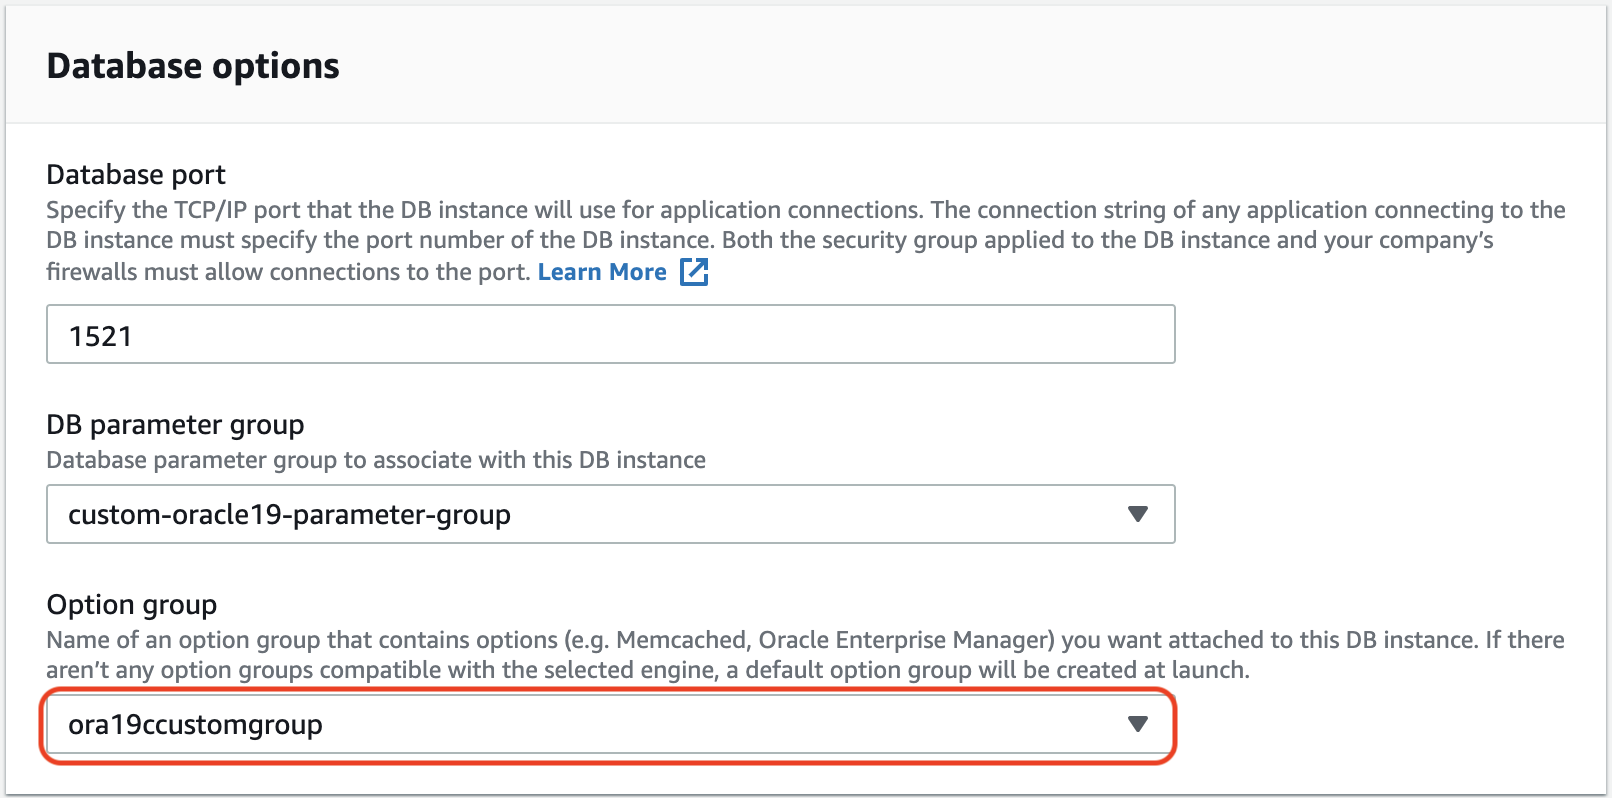 Database options
Database port
Specify the TCP/IP port that the DB instance will use for application connections. The connection string of any application connecting to the
DB instance must specify the port number of the DB instance. Both the security group applied to the DB instance and your company’s
firewalls must allow connections to the port. Learn More
1521
DB parameter group
Database parameter group to associate with this DB instance
custom-oracle19-parameter-group
Option group
Name of an option group that contains options (e.g. Memcached, Oracle Enterprise Manager) you want attached to this DB instance. If there
aren’t any option groups compatible with the selected engine, a default option group will be created at launch.
ora19ccustomgroup